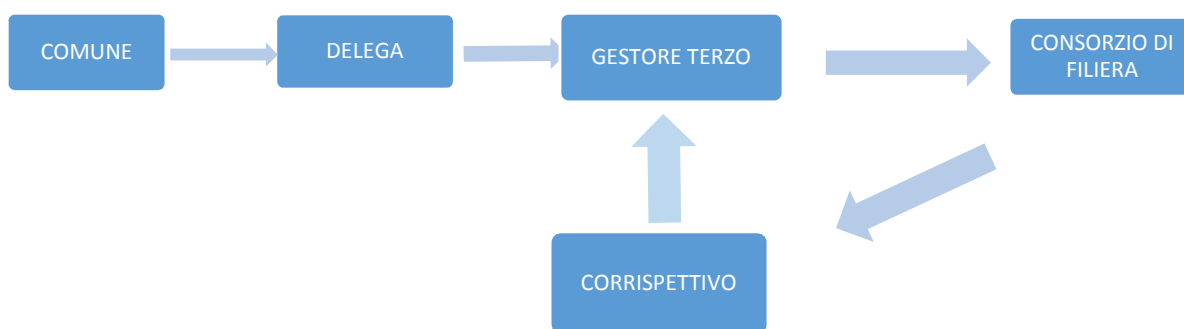 COMUNE
DELEGA
GESTORE TERZO
CONSORZIO DI
FILIERA
CORRISPETTIVO